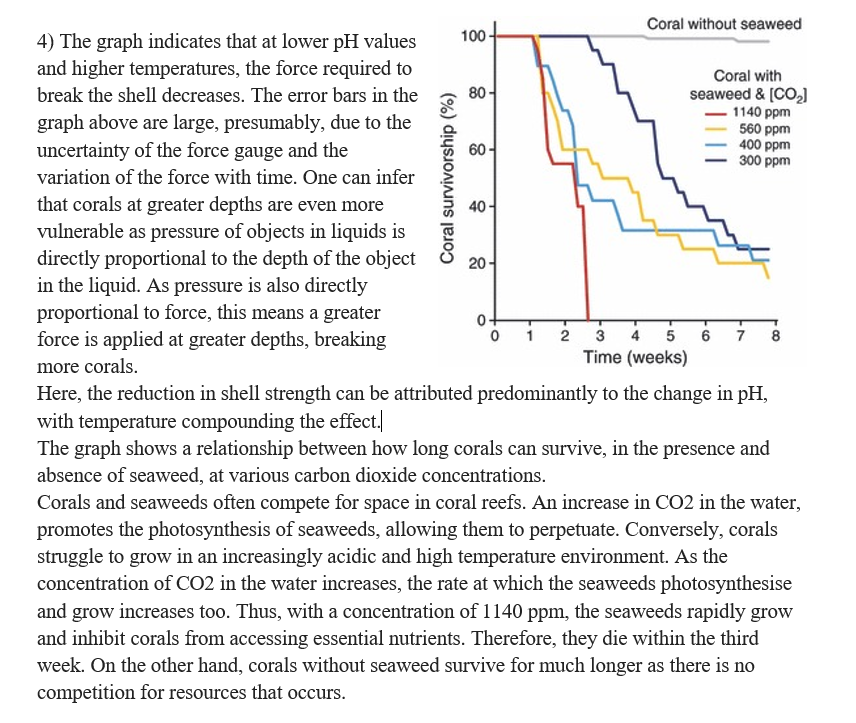 4) The graph indicates that at lower pH values
and higher temperatures, the force required to
break the shell decreases. The error bars in the
graph above are large, presumably, due to the
uncertainty of the force gauge and the
variation of the force with time. One can infer
that corals at greater depths are even more
vulnerable as pressure of objects in liquids is
directly proportional to the depth of the object
in the liquid. As pressure is also directly
proportional to force, this means a greater
force is applied at greater depths, breaking
more corals.
Coral without seaweed
Coral with
seaweed & [CO₂]
1140 ppm
560 ppm
400 ppm
300 ppm
Coral survivorship (%)
100
80
60
40
20
0
0 1 2 3 4 5 6 7 8
Time (weeks)
Here, the reduction in shell strength can be attributed predominantly to the change in pH,
with temperature compounding the effect.
The graph shows a relationship between how long corals can survive, in the presence and
absence of seaweed, at various carbon dioxide concentrations.
Corals and seaweeds often compete for space in coral reefs. An increase in CO2 in the water,
promotes the photosynthesis of seaweeds, allowing them to perpetuate. Conversely, corals
struggle to grow in an increasingly acidic and high temperature environment. As the
concentration of CO2 in the water increases, the rate at which the seaweeds photosynthesise
and grow increases too. Thus, with a concentration of 1140 ppm, the seaweeds rapidly grow
and inhibit corals from accessing essential nutrients. Therefore, they die within the third
week. On the other hand, corals without seaweed survive for much longer as there is no
competition for resources that occurs.